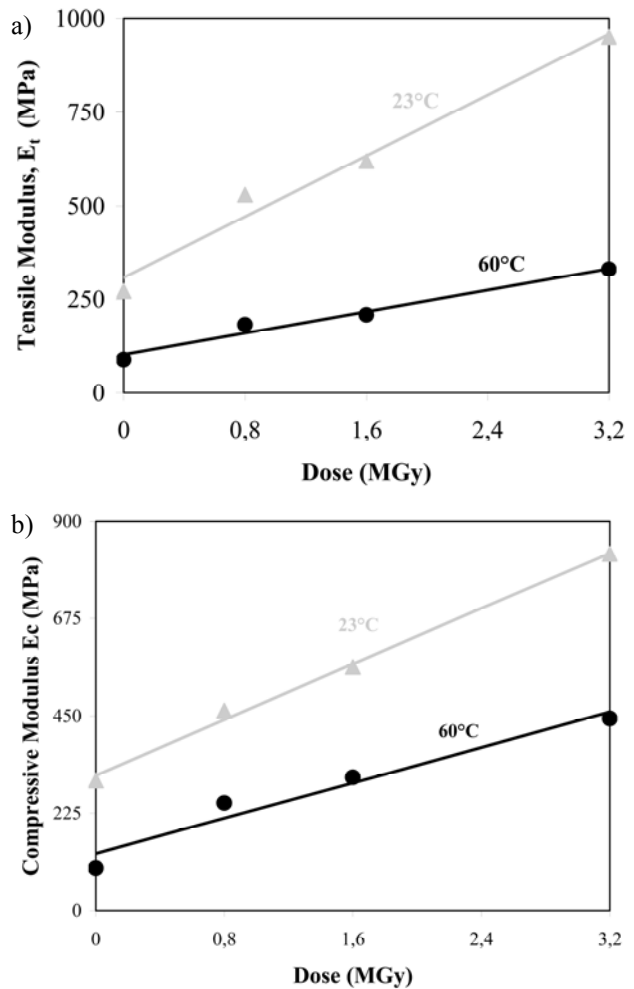 a)
Tensile Modulus, Et (MPa)
1000
750
500
250
0
23°C
60°C
0 0,8 1,6 2,4 3,2
Dose (MGy)
b)
Compressive Modulus Ec (MPa)
900
675
450
225
0
23°C
60°C
0 0,8 1,6 2,4 3,2
Dose (MGy)